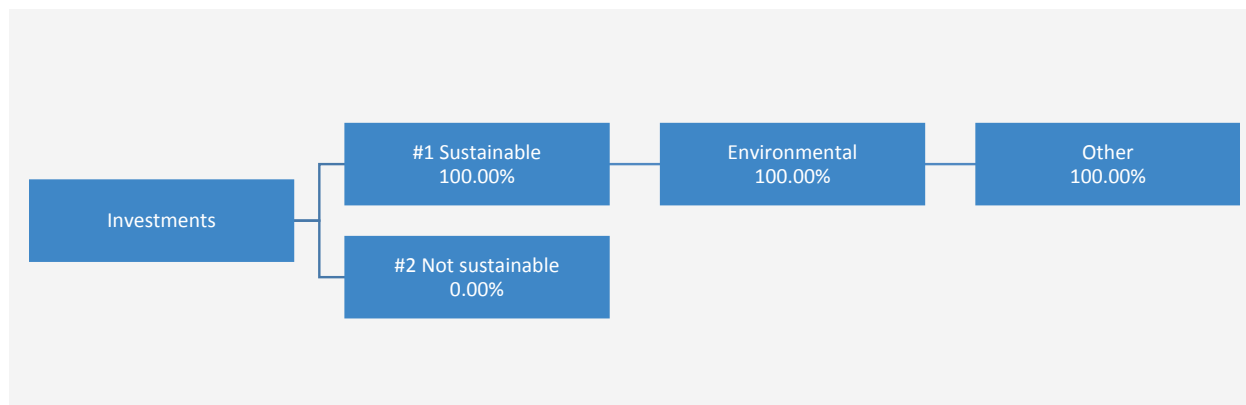 Investments
#1 Sustainable
100.00%
#2 Not sustainable
0.00%
Environmental
100.00%
Other
100.00%